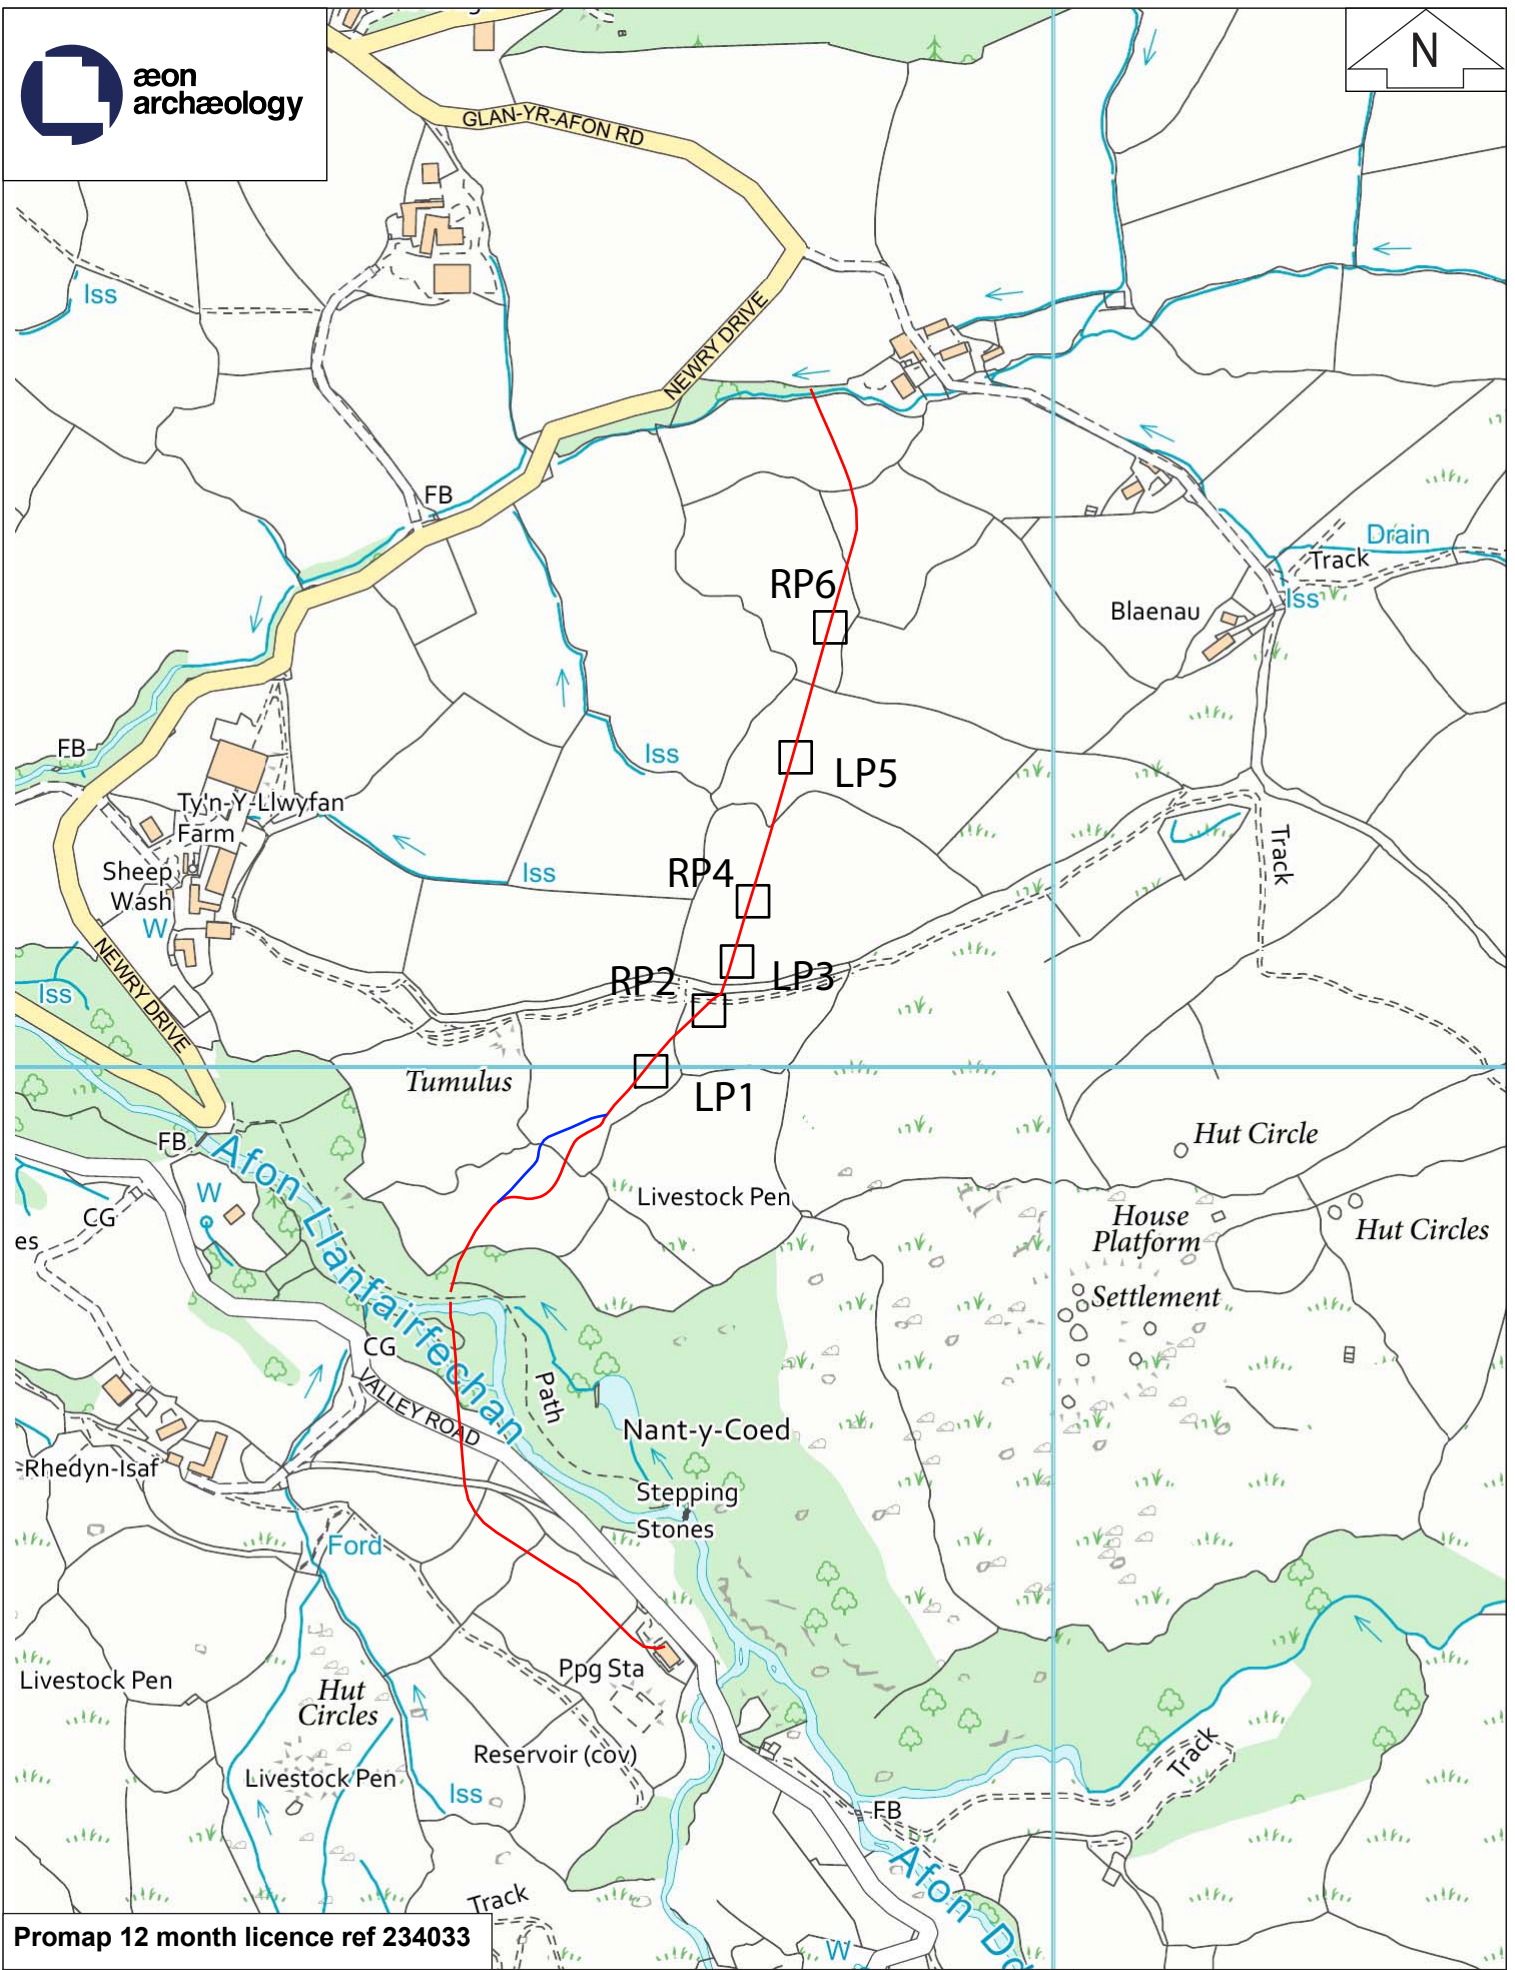 æon
archæology
N
GLAN-YR-AFON RD
Iss
NEWRY DRIVE
FB
Drain
Track
RP6
Iss
Blaenau
FB
Iss
LP5
Ty'n-Y-Llwyfan
Farm
Track
Sheep
Wash
W
Iss
RP4
NEWRY DRIVE
Iss
RP2
LP3
Tumulus
LP1
Hut Circle
FB
Afon Llanfairfechan
W
Livestock Pen
CG
House
Platform
Hut Circles
es
Settlement
CG
VALLEY ROAD
Path
Nant-y-Coed
-Rhedyn-Isaf
Stepping
Stones
Ford
Ppg Sta
Livestock Pen
Hut
Circles
Reservoir (cov)
Track
Livestock Pen
Iss
FB
Afon Dd
Track
W
Promap 12 month licence ref 234033